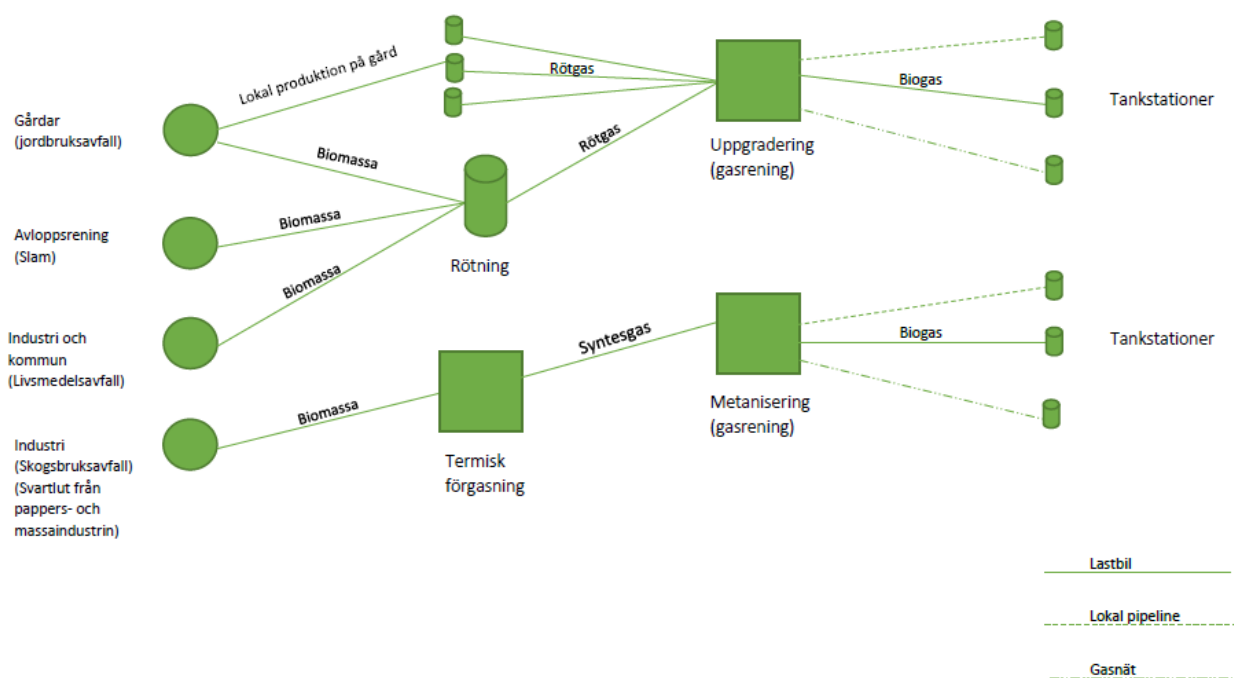 Lokal produktion på gård
Rötgas
Biogas
Tankstationer
Gårdar
(jordbruksavfall)
Biomassa
Rötgas
Uppgradering
(gasrening)
Avloppsrening
(Slam)
Biomassa
Rötning
Biomassa
Industri och
kommun
(Livsmedelsavfall)
Syntesgas
Biogas
Tankstationer
Biomassa
Metanisering
(gasrening)
Industri
(Skogsbruksavfall)
(Svartlut från
pappers- och
massaindustrin)
Termisk
förgasning
Lastbil
Lokal pipeline
Gasnät